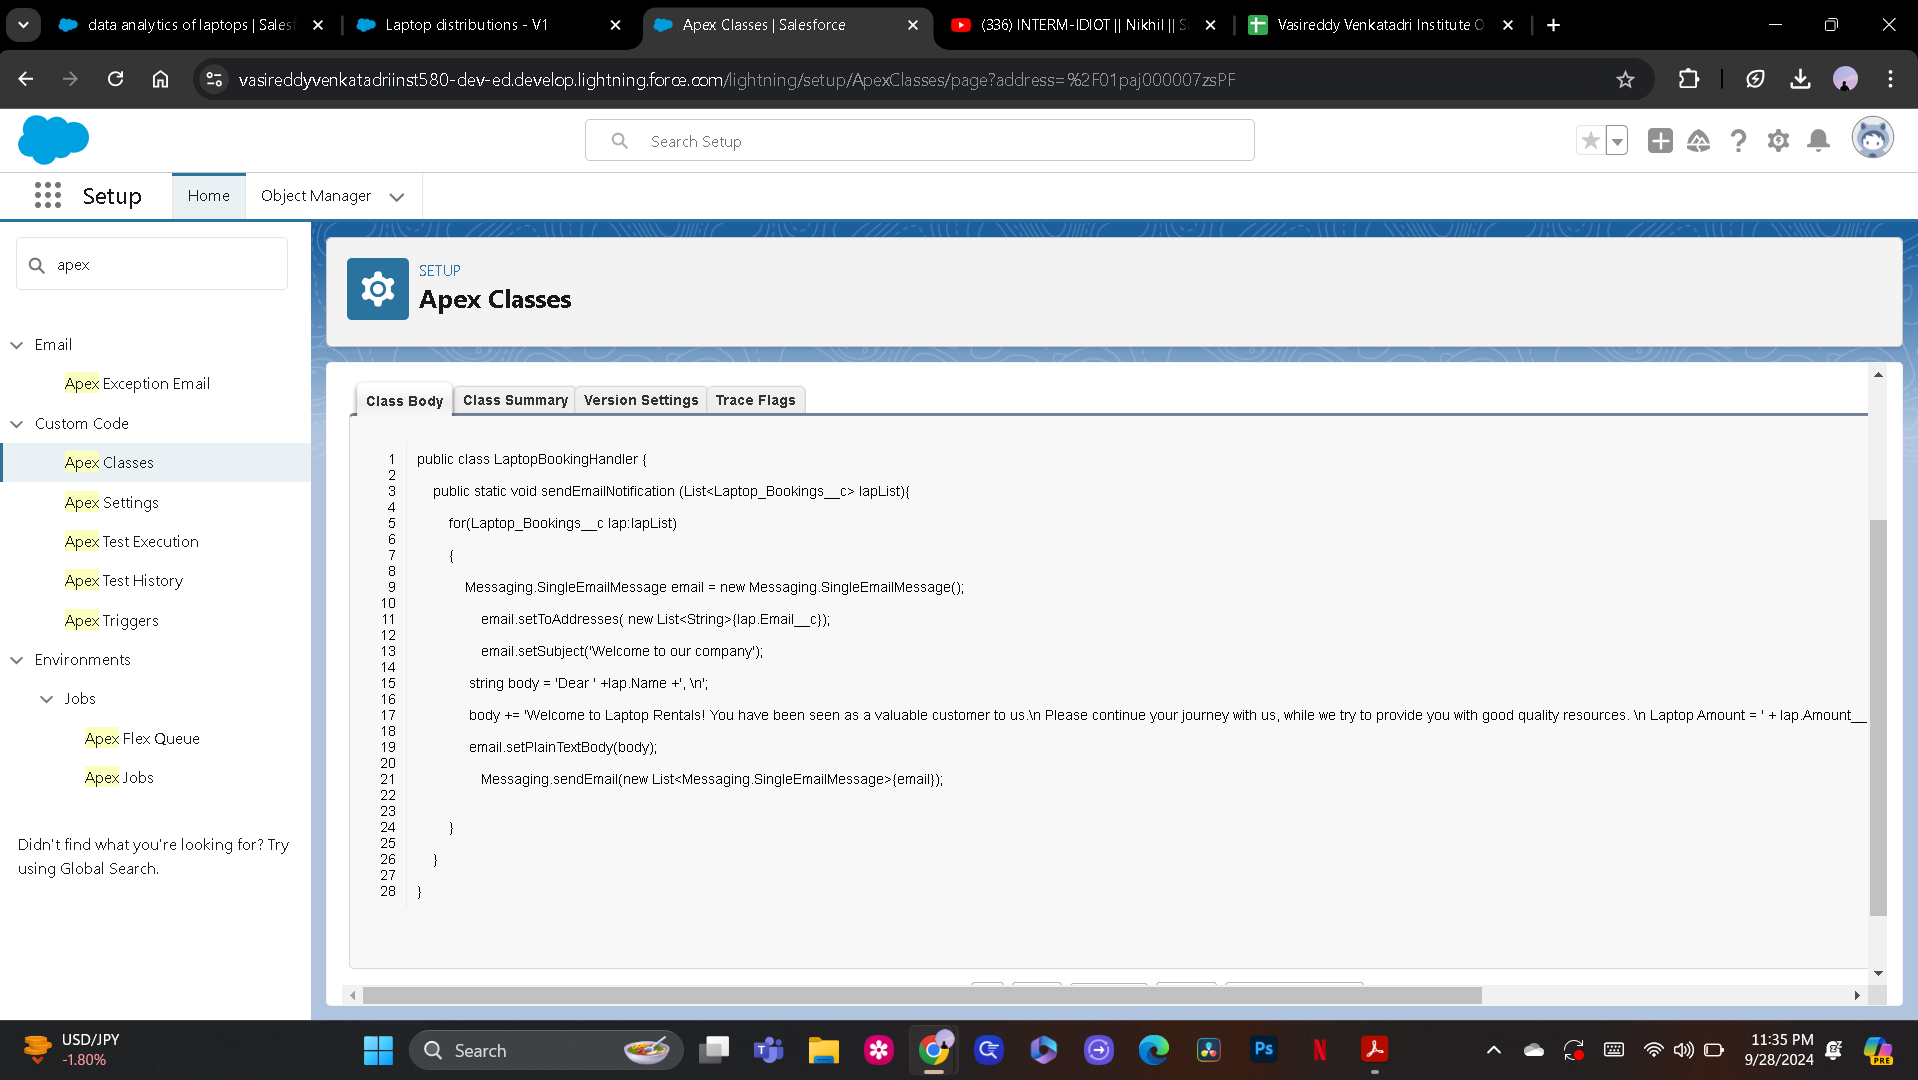 data analytics of laptops | Salesf
Laptop distributions - V1
Apex Classes | Salesforce
(336) INTERM-IDIOT || Nikhil || S
Vasireddy Venkatadri Institute O
vasireddyvenkatadriinst580-dev-ed.develop.lightning.force.com/lightning/setup/ApexClasses/page?address=%2F01paj000007zsPF
Search Setup
Setup
Home
Object Manager
apex
Email
Apex Exception Email
Custom Code
Apex Classes
Apex Settings
Apex Test Execution
Apex Test History
Apex Triggers
Environments
Jobs
Apex Flex Queue
Apex Jobs
Didn't find what you're looking for? Try
using Global Search.
SETUP
Apex Classes
Class Body
Class Summary
Version Settings
Trace Flags
1 public class LaptopBookingHandler {
2
3 public static void sendEmailNotification (List<Laptop_Bookings__c> lapList){
4
5 for(Laptop_Bookings__c lap:lapList)
6
7 {
8
9 Messaging.SingleEmailMessage email = new Messaging.SingleEmailMessage();
10
11 email.setToAddresses( new List<String>{lap.Email__c});
12
13 email.setSubject('Welcome to our company');
14
15 string body = 'Dear ' +lap.Name +', \n';
16
17 body += 'Welcome to Laptop Rentals! You have been seen as a valuable customer to us.\n Please continue your journey with us, while we try to provide you with good quality resources. \n Laptop Amount = ' + lap.Amount__
18
19 email.setPlainTextBody(body);
20
21 Messaging.sendEmail(new List<Messaging.SingleEmailMessage>{email});
22
23
24 }
25
26 }
27
28 }
USD/JPY
-1.80%
Search
Ps
PRE
11:35 PM
9/28/2024